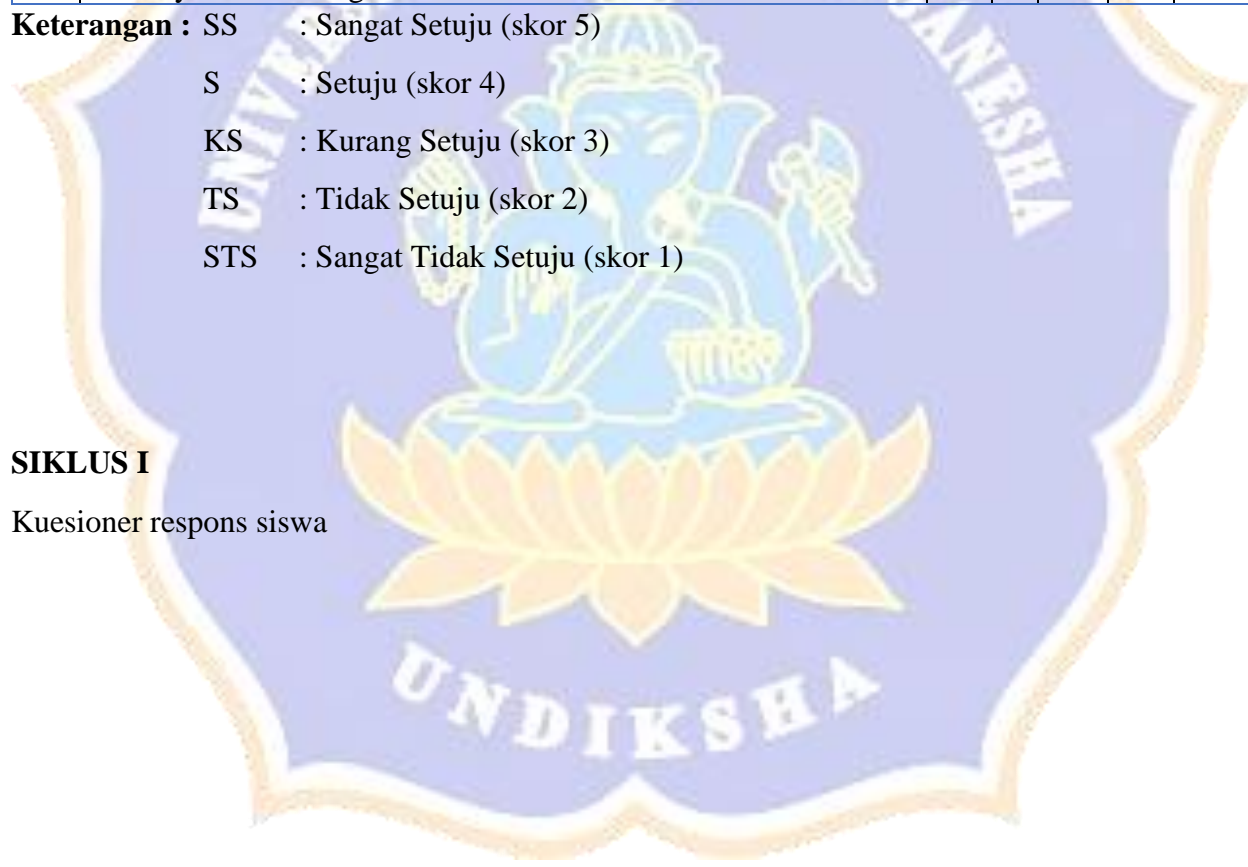 Keterangan : SS : Sangat Setuju (skor 5)
S : Setuju (skor 4)
KS : Kurang Setuju (skor 3)
TS : Tidak Setuju (skor 2)
STS : Sangat Tidak Setuju (skor 1)
SIKLUS I
Kuesioner respons siswa
UNDIKSHA